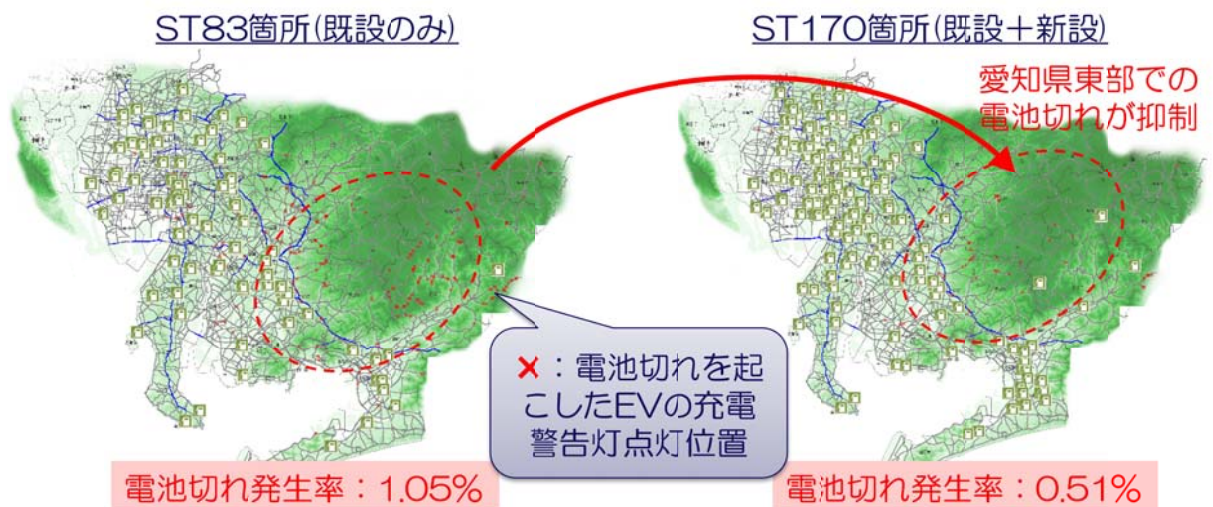 ST83箇所(既設のみ)
ST170箇所(既設＋新設)
愛知県東部での
電池切れが抑制
×：電池切れを起
こしたEVの充電
警告灯点灯位置
電池切れ発生率：1.05%
電池切れ発生率：0.51%